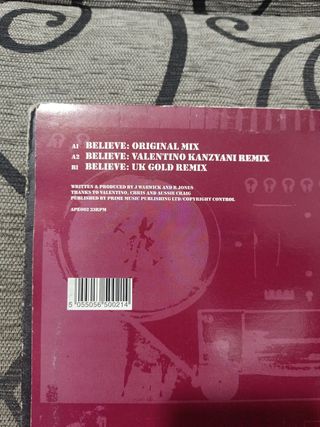 A1 BELIEVE: ORIGINAL MIX
A2 BELIEVE: VALENTINO KANZYANI REMIX
B1 BELIEVE: UK GOLD REMIX
WRITTEN & PRODUCED BY J WARWICK AND R JONES
THANKS TO VALENTINO, CHRIS AND AUSSIE CRAIG
PUBLISHED BY PRIME MUSIC PUBLISHING LTD/COPYRIGHT CONTROL
APE002 33RPM
5 055056 500214